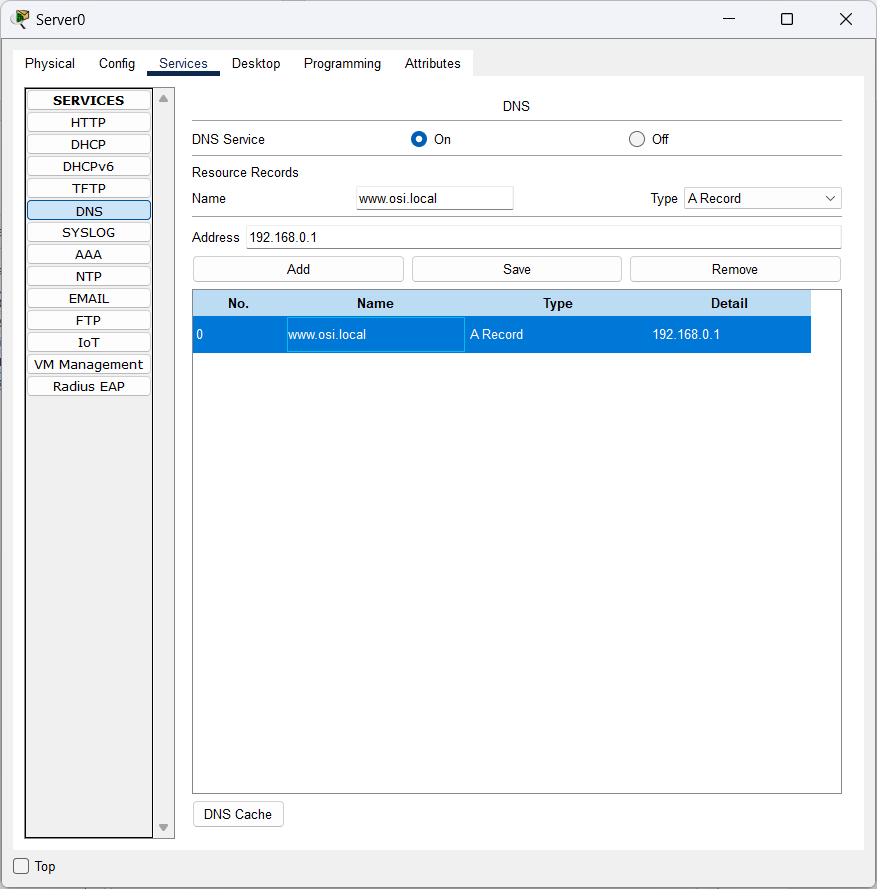 Server0
Physical Config Services Desktop Programming Attributes
SERVICES
HTTP
DHCP
DHCPv6
TFTP
DNS
SYSLOG
AAA
NTP
EMAIL
FTP
IoT
VM Management
Radius EAP
DNS
DNS Service On Off
Resource Records
Name www.osi.local Type A Record
Address 192.168.0.1
Add Save Remove
No. Name Type Detail
0 www.osi.local A Record 192.168.0.1
DNS Cache
Top